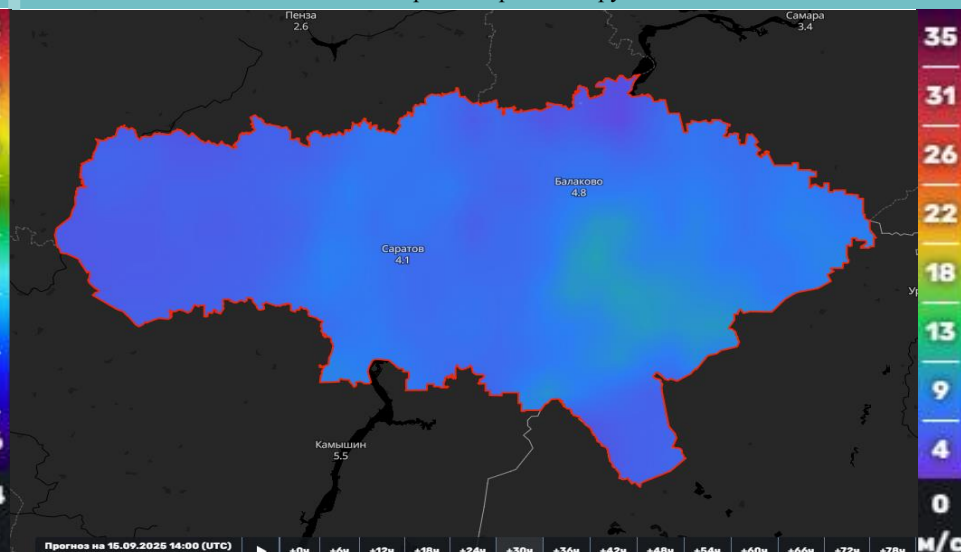 Пенза
2.6
Самара
3.4
35
31
26
Балаково
4.8
22
Саратов
4.1
18
13
9
Камышин
5.5
4
0
Прогноз на 15.09.2025 14:00 (UTC)
+0ч +6ч +12ч +18ч +24ч +30ч +36ч +42ч +48ч +54ч +60ч +66ч +72ч +78ч
м/с